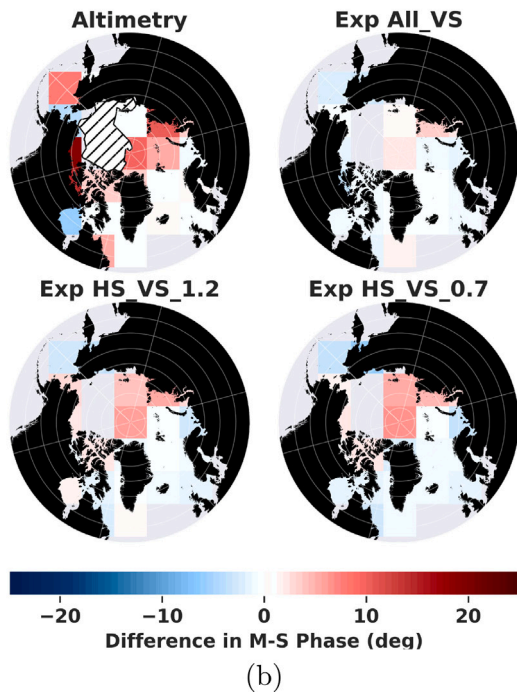 Altimetry Exp All_VS
Exp HS_VS_1.2 Exp HS_VS_0.7
−20 −10 0 10 20
Difference in M-S Phase (deg)
(b)